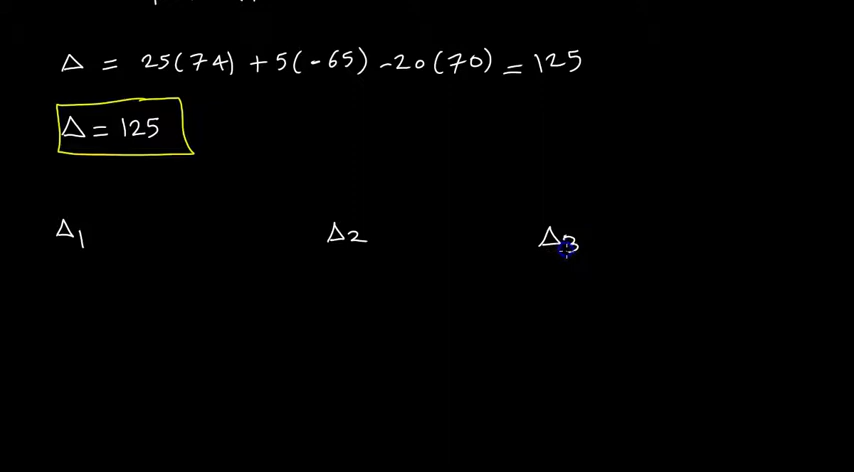 Δ = 25(74) + 5(-65) -20(70) = 125
Δ = 125
Δ1 Δ2 Δ3